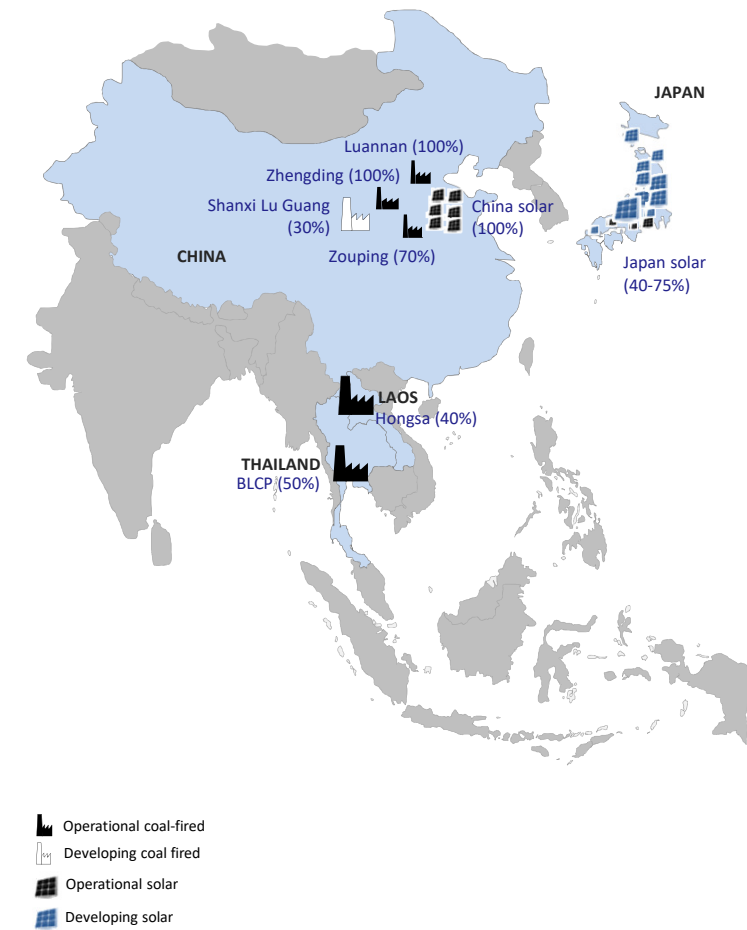 JAPAN
Luannan (100%)
Zhengding (100%)
Shanxi Lu Guang
(30%)
China solar
(100%)
CHINA
Zouping (70%)
Japan solar
(40-75%)
LAOS
Hongsa (40%)
THAILAND
BLCP (50%)
Operational coal-fired
Developing coal fired
Operational solar
Developing solar